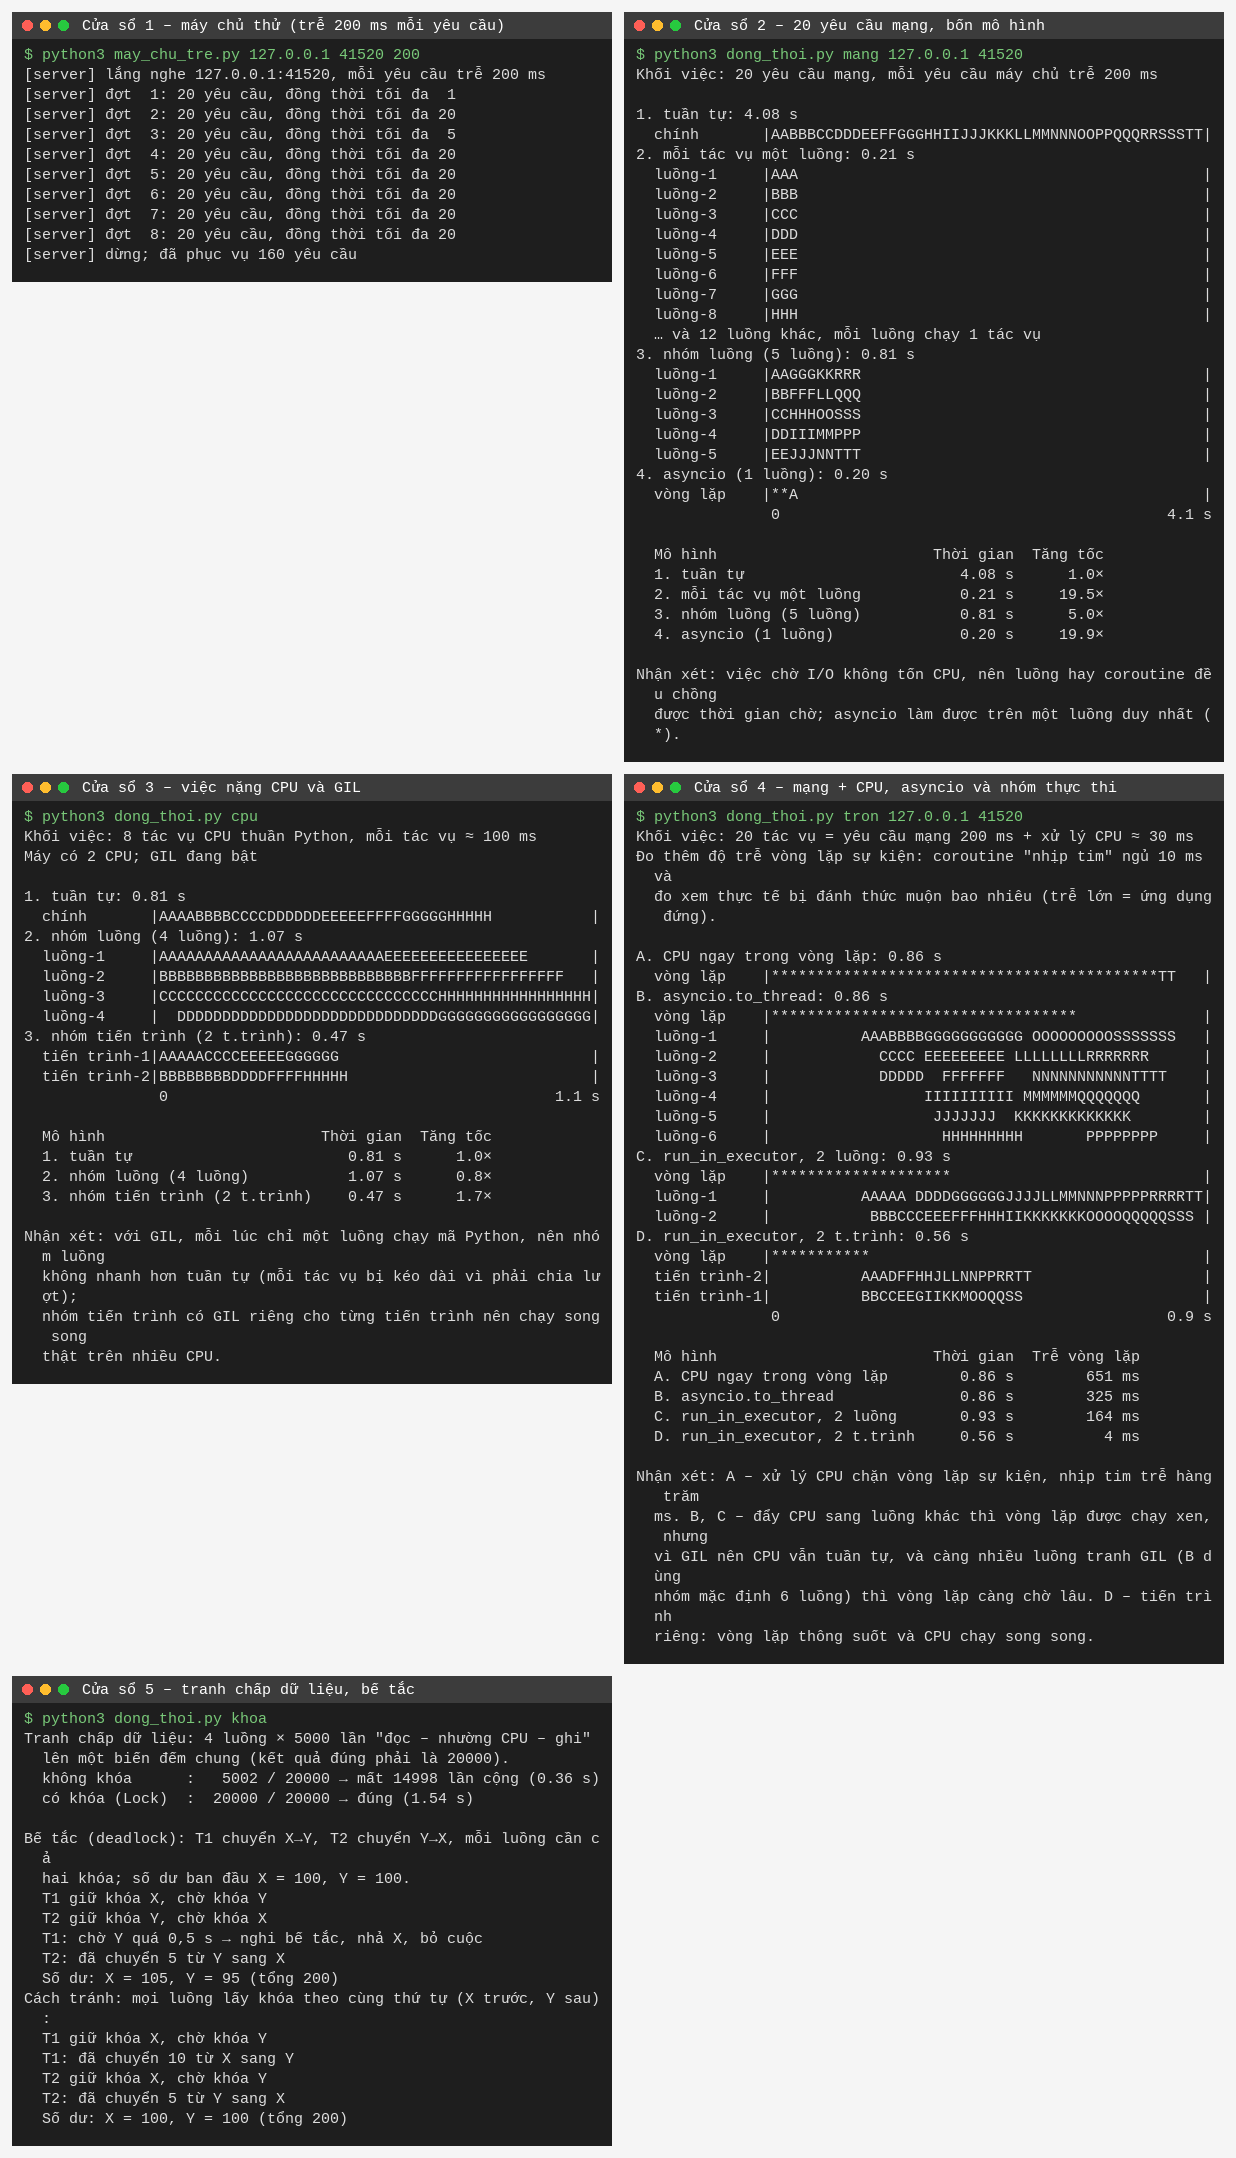 Cửa sổ 1 – máy chủ thử (trễ 200 ms mỗi yêu cầu)
$ python3 may_chu_tre.py 127.0.0.1 41520 200
[server] lắng nghe 127.0.0.1:41520, mỗi yêu cầu trễ 200 ms
[server] đợt  1: 20 yêu cầu, đồng thời tối đa  1
[server] đợt  2: 20 yêu cầu, đồng thời tối đa 20
[server] đợt  3: 20 yêu cầu, đồng thời tối đa  5
[server] đợt  4: 20 yêu cầu, đồng thời tối đa 20
[server] đợt  5: 20 yêu cầu, đồng thời tối đa 20
[server] đợt  6: 20 yêu cầu, đồng thời tối đa 20
[server] đợt  7: 20 yêu cầu, đồng thời tối đa 20
[server] đợt  8: 20 yêu cầu, đồng thời tối đa 20
[server] dừng; đã phục vụ 160 yêu cầu
Cửa sổ 2 – 20 yêu cầu mạng, bốn mô hình
$ python3 dong_thoi.py mang 127.0.0.1 41520
Khối việc: 20 yêu cầu mạng, mỗi yêu cầu máy chủ trễ 200 ms
1. tuần tự: 4.08 s
chính       |AABBBCCDDDEEFFGGGHHIIJJJKKKLLMMNNNOOPPQQQRRSSSTT|
2. mỗi tác vụ một luồng: 0.21 s
luồng-1     |AAA                                             |
luồng-2     |BBB                                             |
luồng-3     |CCC                                             |
luồng-4     |DDD                                             |
luồng-5     |EEE                                             |
luồng-6     |FFF                                             |
luồng-7     |GGG                                             |
luồng-8     |HHH                                             |
… và 12 luồng khác, mỗi luồng chạy 1 tác vụ
3. nhóm luồng (5 luồng): 0.81 s
luồng-1     |AAGGGKKRRR                                      |
luồng-2     |BBFFFLLQQQ                                      |
luồng-3     |CCHHHOOSSS                                      |
luồng-4     |DDIIIMMPPP                                      |
luồng-5     |EEJJJNNTTT                                      |
4. asyncio (1 luồng): 0.20 s
vòng lặp    |**A                                             |
0                                           4.1 s
Mô hình                        Thời gian  Tăng tốc
1. tuần tự                        4.08 s      1.0×
2. mỗi tác vụ một luồng           0.21 s     19.5×
3. nhóm luồng (5 luồng)           0.81 s      5.0×
4. asyncio (1 luồng)              0.20 s     19.9×
Nhận xét: việc chờ I/O không tốn CPU, nên luồng hay coroutine đề
u chồng
được thời gian chờ; asyncio làm được trên một luồng duy nhất (
*).
Cửa sổ 3 – việc nặng CPU và GIL
$ python3 dong_thoi.py cpu
Khối việc: 8 tác vụ CPU thuần Python, mỗi tác vụ ≈ 100 ms
Máy có 2 CPU; GIL đang bật
1. tuần tự: 0.81 s
chính       |AAAABBBBCCCCDDDDDDEEEEEFFFFGGGGGHHHHH           |
2. nhóm luồng (4 luồng): 1.07 s
luồng-1     |AAAAAAAAAAAAAAAAAAAAAAAAAEEEEEEEEEEEEEEEE       |
luồng-2     |BBBBBBBBBBBBBBBBBBBBBBBBBBBBFFFFFFFFFFFFFFFFF   |
luồng-3     |CCCCCCCCCCCCCCCCCCCCCCCCCCCCCCCHHHHHHHHHHHHHHHHH|
luồng-4     |  DDDDDDDDDDDDDDDDDDDDDDDDDDDDDGGGGGGGGGGGGGGGGG|
3. nhóm tiến trình (2 t.trình): 0.47 s
tiến trình-1|AAAAACCCCEEEEEGGGGGG                            |
tiến trình-2|BBBBBBBBDDDDFFFFHHHHH                           |
0                                           1.1 s
Mô hình                        Thời gian  Tăng tốc
1. tuần tự                        0.81 s      1.0×
2. nhóm luồng (4 luồng)           1.07 s      0.8×
3. nhóm tiến trình (2 t.trình)    0.47 s      1.7×
Nhận xét: với GIL, mỗi lúc chỉ một luồng chạy mã Python, nên nhó
m luồng
không nhanh hơn tuần tự (mỗi tác vụ bị kéo dài vì phải chia lư
ợt);
nhóm tiến trình có GIL riêng cho từng tiến trình nên chạy song
song
thật trên nhiều CPU.
Cửa sổ 4 – mạng + CPU, asyncio và nhóm thực thi
$ python3 dong_thoi.py tron 127.0.0.1 41520
Khối việc: 20 tác vụ = yêu cầu mạng 200 ms + xử lý CPU ≈ 30 ms
Đo thêm độ trễ vòng lặp sự kiện: coroutine "nhịp tim" ngủ 10 ms
và
đo xem thực tế bị đánh thức muộn bao nhiêu (trễ lớn = ứng dụng
đứng).
A. CPU ngay trong vòng lặp: 0.86 s
vòng lặp    |*******************************************TT   |
B. asyncio.to_thread: 0.86 s
vòng lặp    |**********************************              |
luồng-1     |          AAABBBBGGGGGGGGGGG OOOOOOOOOSSSSSSS   |
luồng-2     |            CCCC EEEEEEEEE LLLLLLLLRRRRRRR      |
luồng-3     |            DDDDD  FFFFFFF   NNNNNNNNNNNTTTT    |
luồng-4     |                 IIIIIIIIII MMMMMMQQQQQQQ       |
luồng-5     |                  JJJJJJJ  KKKKKKKKKKKKK        |
luồng-6     |                   HHHHHHHHH       PPPPPPPP     |
C. run_in_executor, 2 luồng: 0.93 s
vòng lặp    |********************                            |
luồng-1     |          AAAAA DDDDGGGGGGJJJJLLMMNNNPPPPPRRRRTT|
luồng-2     |           BBBCCCEEEFFFHHHIIKKKKKKKOOOOQQQQQSSS |
D. run_in_executor, 2 t.trình: 0.56 s
vòng lặp    |***********                                     |
tiến trình-2|          AAADFFHHJLLNNPPRRTT                   |
tiến trình-1|          BBCCEEGIIKKMOOQQSS                    |
0                                           0.9 s
Mô hình                        Thời gian  Trễ vòng lặp
A. CPU ngay trong vòng lặp        0.86 s        651 ms
B. asyncio.to_thread              0.86 s        325 ms
C. run_in_executor, 2 luồng       0.93 s        164 ms
D. run_in_executor, 2 t.trình     0.56 s          4 ms
Nhận xét: A – xử lý CPU chặn vòng lặp sự kiện, nhịp tim trễ hàng
trăm
ms. B, C – đẩy CPU sang luồng khác thì vòng lặp được chạy xen,
nhưng
vì GIL nên CPU vẫn tuần tự, và càng nhiều luồng tranh GIL (B d
ùng
nhóm mặc định 6 luồng) thì vòng lặp càng chờ lâu. D – tiến trì
nh
riêng: vòng lặp thông suốt và CPU chạy song song.
Cửa sổ 5 – tranh chấp dữ liệu, bế tắc
$ python3 dong_thoi.py khoa
Tranh chấp dữ liệu: 4 luồng × 5000 lần "đọc – nhường CPU – ghi"
lên một biến đếm chung (kết quả đúng phải là 20000).
không khóa      :   5002 / 20000 → mất 14998 lần cộng (0.36 s)
có khóa (Lock)  :  20000 / 20000 → đúng (1.54 s)
Bế tắc (deadlock): T1 chuyển X→Y, T2 chuyển Y→X, mỗi luồng cần c
ả
hai khóa; số dư ban đầu X = 100, Y = 100.
T1 giữ khóa X, chờ khóa Y
T2 giữ khóa Y, chờ khóa X
T1: chờ Y quá 0,5 s → nghi bế tắc, nhả X, bỏ cuộc
T2: đã chuyển 5 từ Y sang X
Số dư: X = 105, Y = 95 (tổng 200)
Cách tránh: mọi luồng lấy khóa theo cùng thứ tự (X trước, Y sau)
:
T1 giữ khóa X, chờ khóa Y
T1: đã chuyển 10 từ X sang Y
T2 giữ khóa X, chờ khóa Y
T2: đã chuyển 5 từ Y sang X
Số dư: X = 100, Y = 100 (tổng 200)